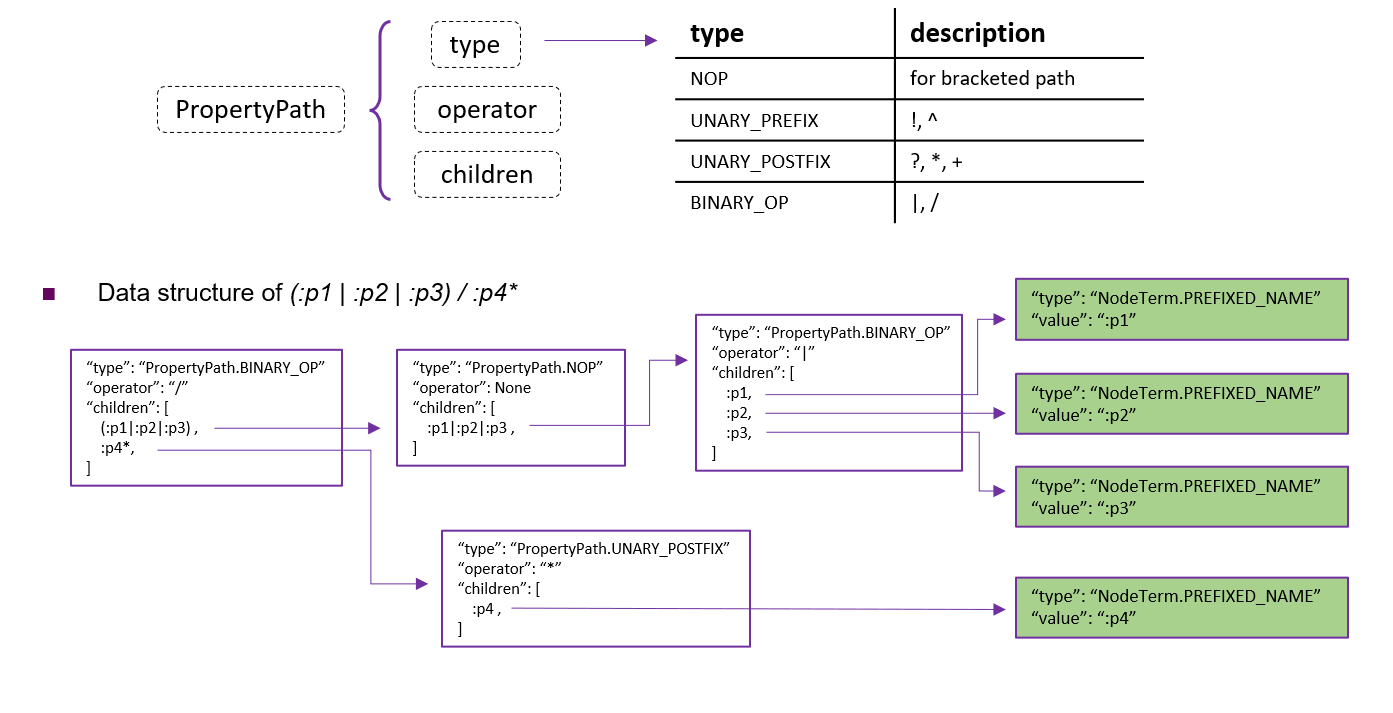 PropertyPath
type
operator
children
type description
NOP for bracketed path
UNARY_PREFIX !, ^
UNARY_POSTFIX ?, *, +
BINARY_OP |, /
Data structure of (:p1 | :p2 | :p3) / :p4*
“type”: “PropertyPath.BINARY_OP”
“operator”: “/”
“children”: [
(:p1|:p2|:p3) ,
:p4*,
]
“type”: “PropertyPath.NOP”
“operator”: None
“children”: [
:p1|:p2|:p3 ,
]
“type”: “PropertyPath.BINARY_OP”
“operator”: “|”
“children”: [
:p1,
:p2,
:p3,
]
“type”: “NodeTerm.PREFIXED_NAME”
“value”: “:p1”
“type”: “NodeTerm.PREFIXED_NAME”
“value”: “:p2”
“type”: “NodeTerm.PREFIXED_NAME”
“value”: “:p3”
“type”: “PropertyPath.UNARY_POSTFIX”
“operator”: “*”
“children”: [
:p4 ,
]
“type”: “NodeTerm.PREFIXED_NAME”
“value”: “:p4”